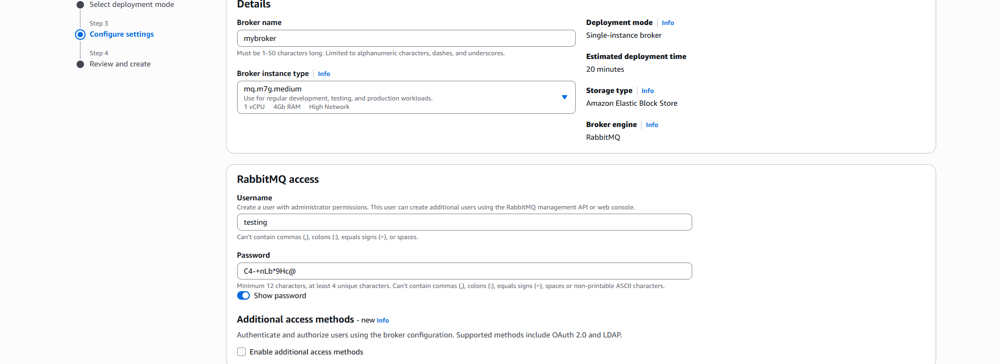 Select deployment mode
Step 3
Configure settings
Step 4
Review and create
Details
Broker name
mybroker
Must be 1-50 characters long. Limited to alphanumeric characters, dashes, and underscores.
Broker instance type Info
mq.m7g.medium
Use for regular development, testing, and production workloads.
1 vCPU 4Gb RAM High Network
Deployment mode Info
Single-instance broker
Estimated deployment time
20 minutes
Storage type Info
Amazon Elastic Block Store
Broker engine Info
RabbitMQ
RabbitMQ access
Username
Create a user with administrator permissions. This user can create additional users using the RabbitMQ management API or web console.
testing
Can't contain commas (,), colons (:), equals signs (=), or spaces.
Password
C4-+nLb*9Hc@
Minimum 12 characters, at least 4 unique characters. Can't contain commas (,), colons (:), equals signs (=), spaces or non-printable ASCII characters.
Show password
Additional access methods - new Info
Authenticate and authorize users using the broker configuration. Supported methods include OAuth 2.0 and LDAP.
Enable additional access methods